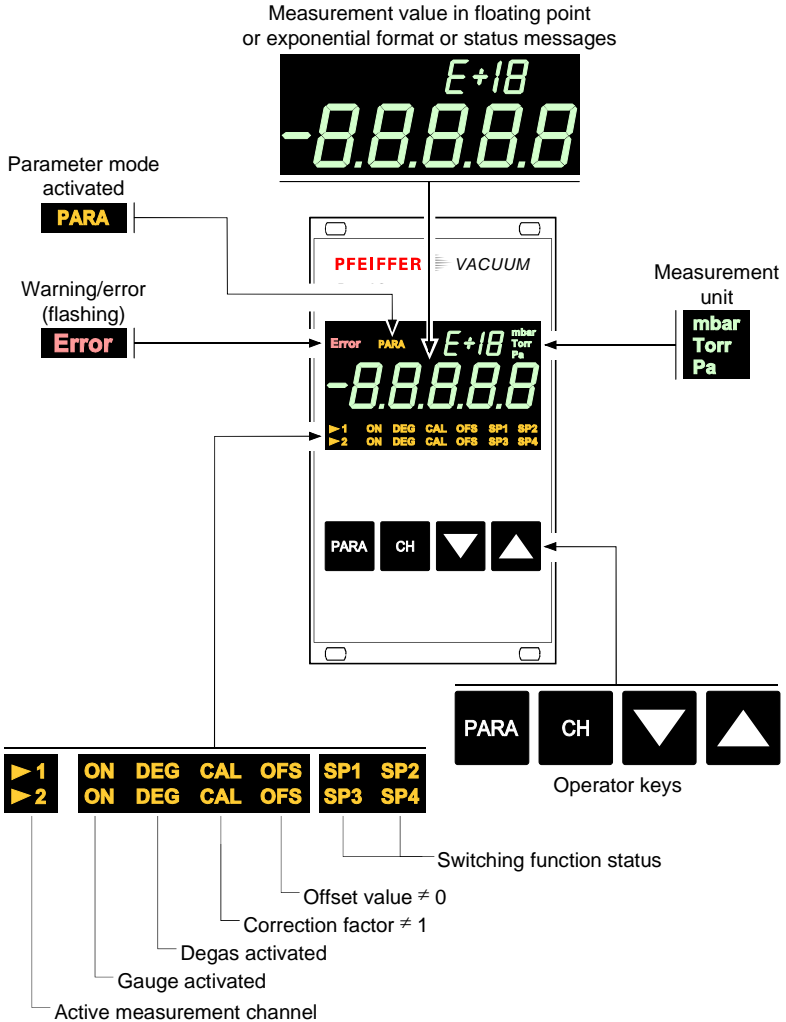 Measurement value in floating point
or exponential format or status messages
E+18
-8.8.8.8.8
Parameter mode
activated
PARA
Warning/error
(flashing)
Error
PFEIFFER VACUUM
Measurement
unit
mbar
Torr
Pa
Error PARA E+18 mbar
Torr
Pa
-8.8.8.8.8
►1 ON DEG CAL OFS SP1 SP2
►2 ON DEG CAL OFS SP3 SP4
PARA CH
PARA CH
Operator keys
►1 ON DEG CAL OFS SP1 SP2
►2 ON DEG CAL OFS SP3 SP4
Switching function status
Offset value ≠ 0
Correction factor ≠ 1
Degas activated
Gauge activated
Active measurement channel